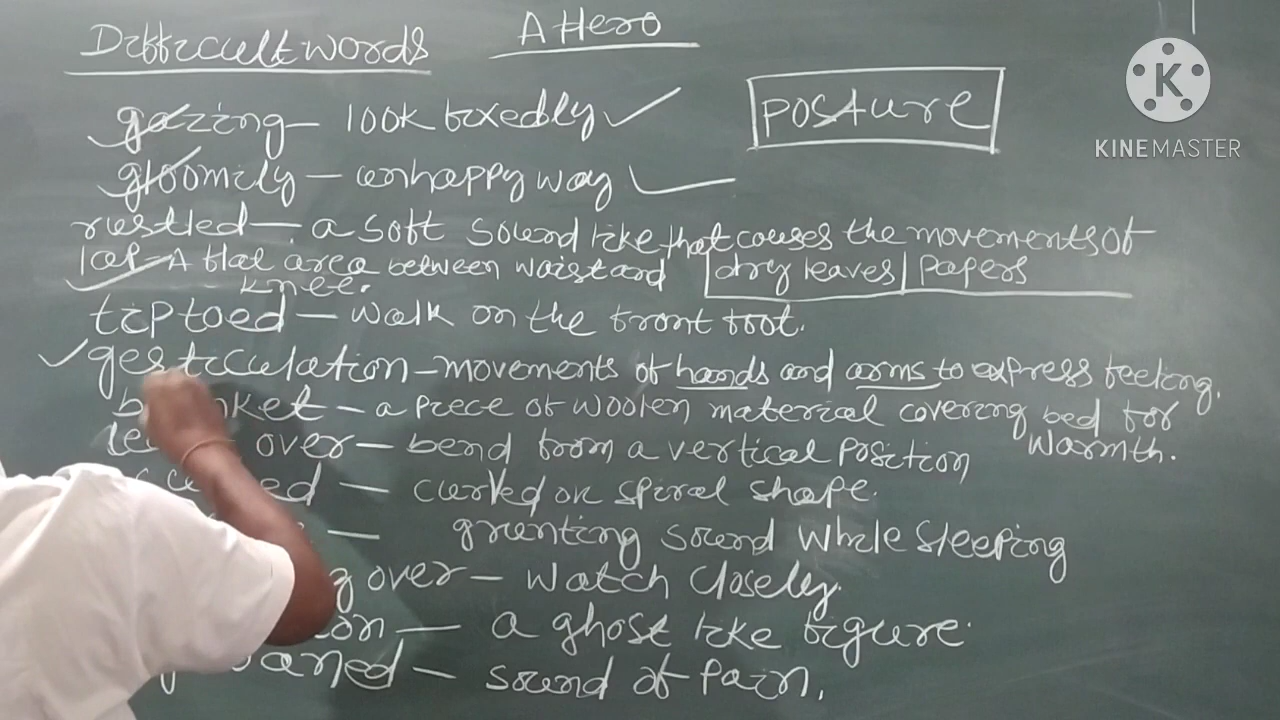 Difficult words A Hero
gazing - look fixedly
POSTURE
KINEMASTER
gloomily - unhappy way
rustled - a soft sound like that causes the movements of
dry leaves papers
lap - A flat area between waist and
knee.
tiptoed - walk on the front foot.
gesticulation - movements of hands and arms to express feeling.
- a piece of woolen material covering bed for
warmth.
over - bend from a vertical position
- curved or spiral shape.
- grunting sound while sleeping
over - watch closely.
- a ghost like figure.
- sound of pain.